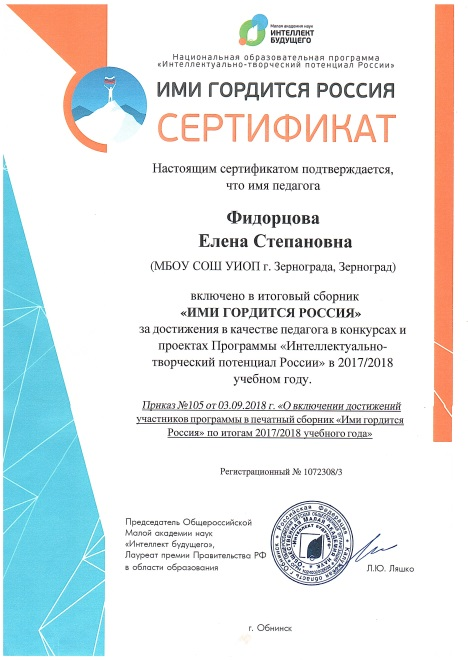 Малая академия наук
ИНТЕЛЛЕКТ
БУДУЩЕГО
Национальная образовательная программа
«Интеллектуально-творческий потенциал России»
ИМИ ГОРДИТСЯ РОССИЯ
СЕРТИФИКАТ
Настоящим сертификатом подтверждается,
что имя педагога
Фидорцова
Елена Степановна
(МБОУ СОШ УИОП г. Зернограда, Зерноград)
включено в итоговый сборник
«ИМИ ГОРДИТСЯ РОССИЯ»
за достижения в качестве педагога в конкурсах и
проектах Программы «Интеллектуально-
творческий потенциал России» в 2017/2018
учебном году.
Приказ №105 от 03.09.2018 г. «О включении достижений
участников программы в печатный сборник «Ими гордится
Россия» по итогам 2017/2018 учебного года»
Регистрационный № 1072308/3
Председатель Общероссийской
Малой академии наук
«Интеллект будущего»,
Лауреат премии Правительства РФ
в области образования
Российская Федерация
Л.Ю. Ляшко
г. Обнинск